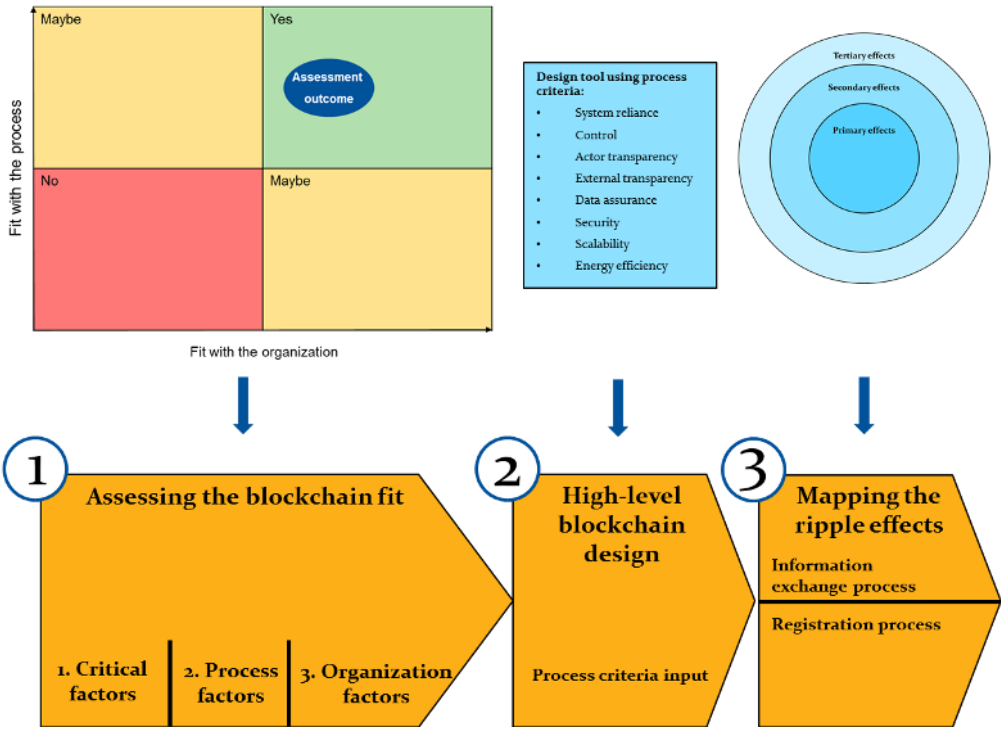 Maybe
Yes
Assessment
outcome
No
Maybe
Fit with the process
Fit with the organization
Design tool using process
criteria:
• System reliance
• Control
• Actor transparency
• External transparency
• Data assurance
• Security
• Scalability
• Energy efficiency
Tertiary effects
Secondary effects
Primary effects
1
Assessing the blockchain fit
1. Critical
factors
2. Process
factors
3. Organization
factors
2
High-level
blockchain
design
Process criteria input
3
Mapping the
ripple effects
Information
exchange process
Registration process